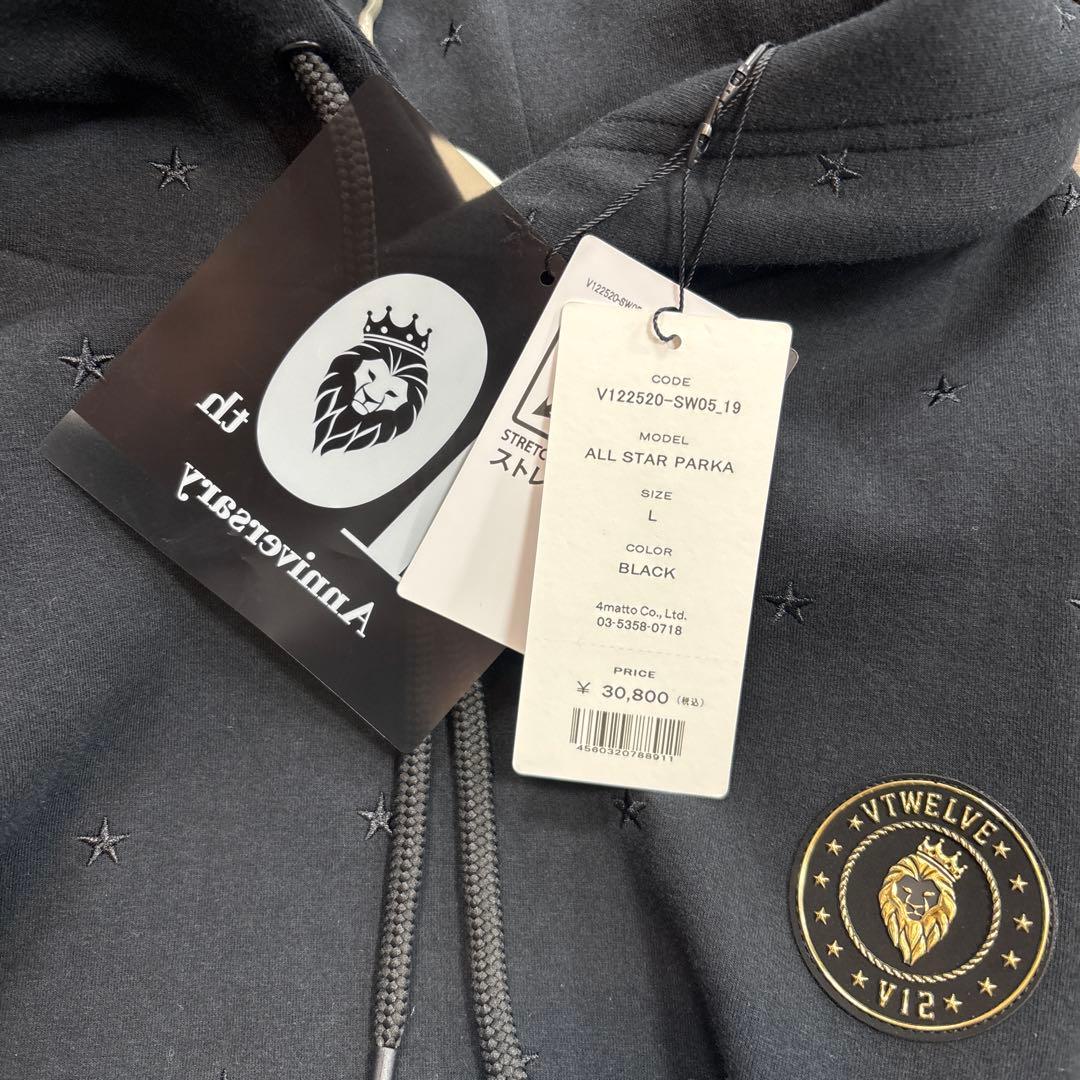 th
Anniversary
V122520-SW05
STRETC
ストレ
CODE
V122520-SW05_19
MODEL
ALL STAR PARKA
SIZE
L
COLOR
BLACK
4matto Co., Ltd.
03-5358-0718
PRICE
¥ 30,800 (税込)
4560320788911
VTWELVE
V12